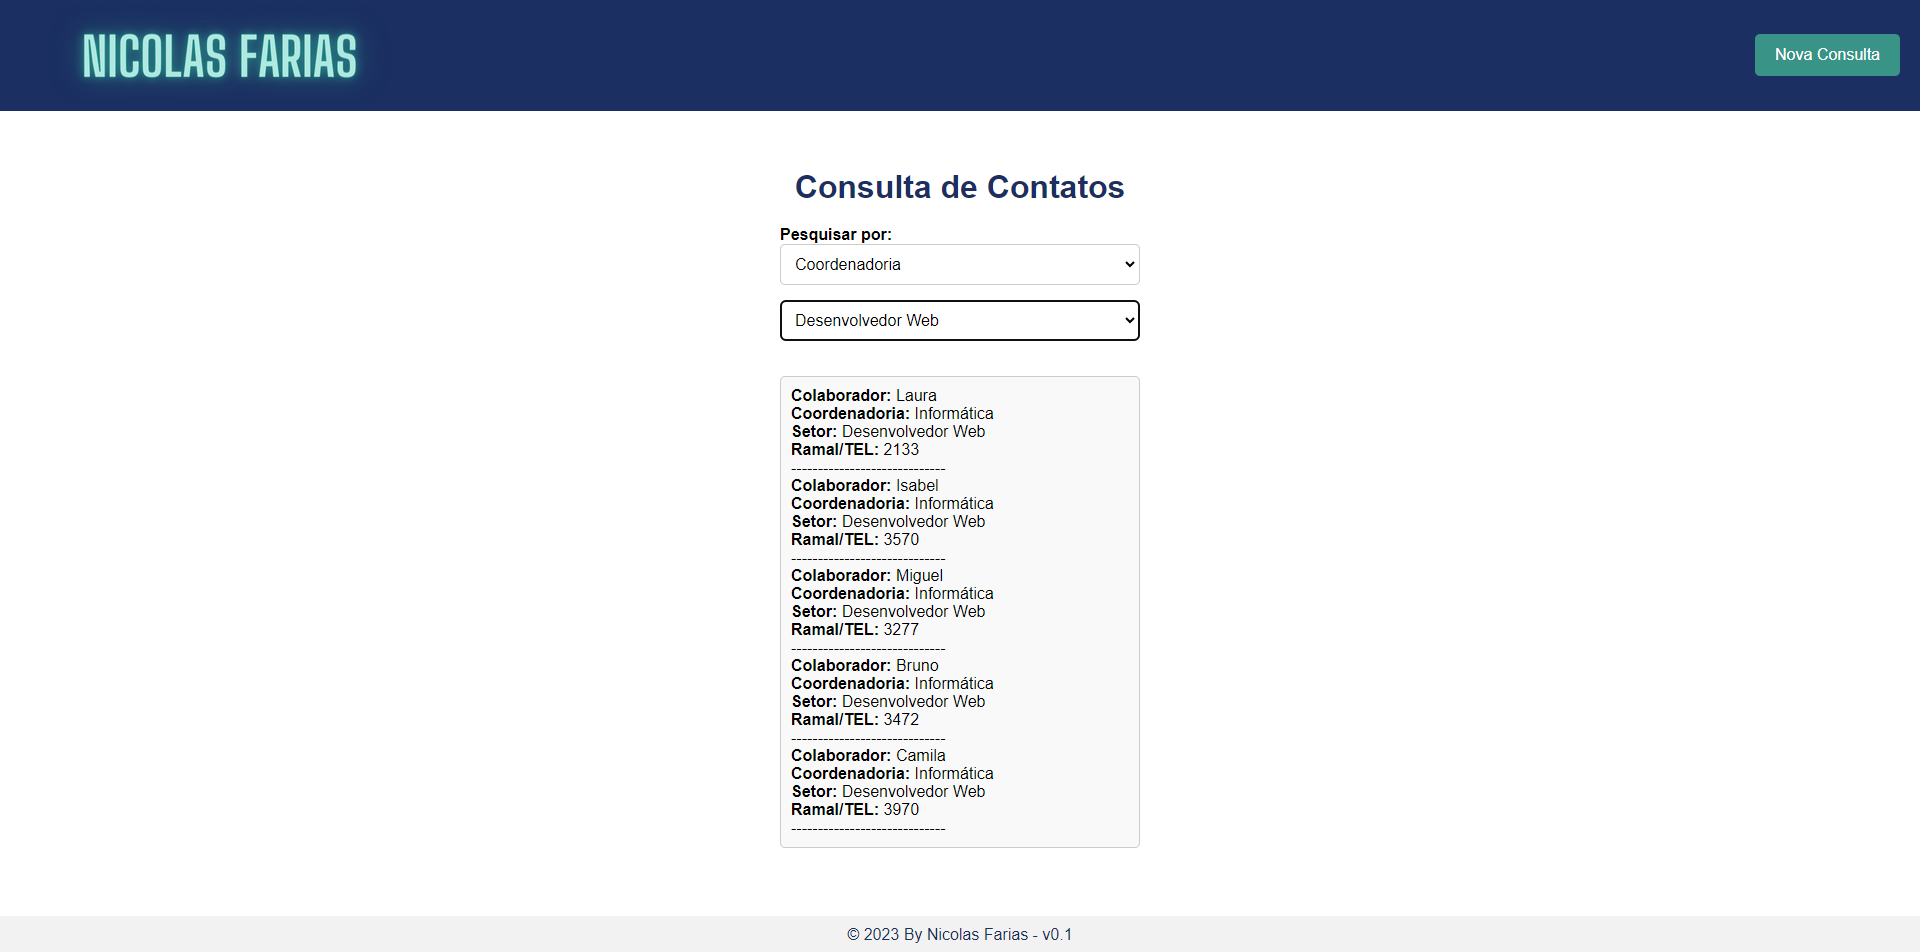 NICOLAS FARIAS
Nova Consulta
Consulta de Contatos
Pesquisar por:
Coordenadoria
Desenvolvedor Web
Colaborador: Laura
Coordenadoria: Informática
Setor: Desenvolvedor Web
Ramal/TEL: 2133
-----------------------------
Colaborador: Isabel
Coordenadoria: Informática
Setor: Desenvolvedor Web
Ramal/TEL: 3570
-----------------------------
Colaborador: Miguel
Coordenadoria: Informática
Setor: Desenvolvedor Web
Ramal/TEL: 3277
-----------------------------
Colaborador: Bruno
Coordenadoria: Informática
Setor: Desenvolvedor Web
Ramal/TEL: 3472
-----------------------------
Colaborador: Camila
Coordenadoria: Informática
Setor: Desenvolvedor Web
Ramal/TEL: 3970
-----------------------------
© 2023 By Nicolas Farias - v0.1